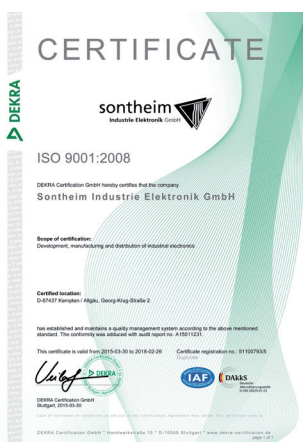 CERTIFICATE
DEKRA
sontheim
Industrie Elektronik GmbH
ISO 9001:2008
DEKRA Certification GmbH hereby certifies that the company
Sontheim Industrie Elektronik GmbH
Scope of certification:
Development, manufacturing and distribution of industrial electronics
Certified location:
D-87437 Kempten / Allgäu, Georg-Krug-Straße 2
has established and maintains a quality management system according to the above mentioned
standard. The conformity was adduced with audit report no. A15011231.
This certificate is valid from 2015-03-30 to 2018-02-26
Certificate registration no.: 51100793/5
Duplicate
DEKRA
IAF
DAkkS
Deutsche
Akkreditierungsstelle
DEKRA Certification GmbH
Stuttgart, 2015-03-30
DEKRA Certification GmbH * Handwerkstraße 15 * D-70565 Stuttgart * www.dekra-certification.de
page 1 of 1